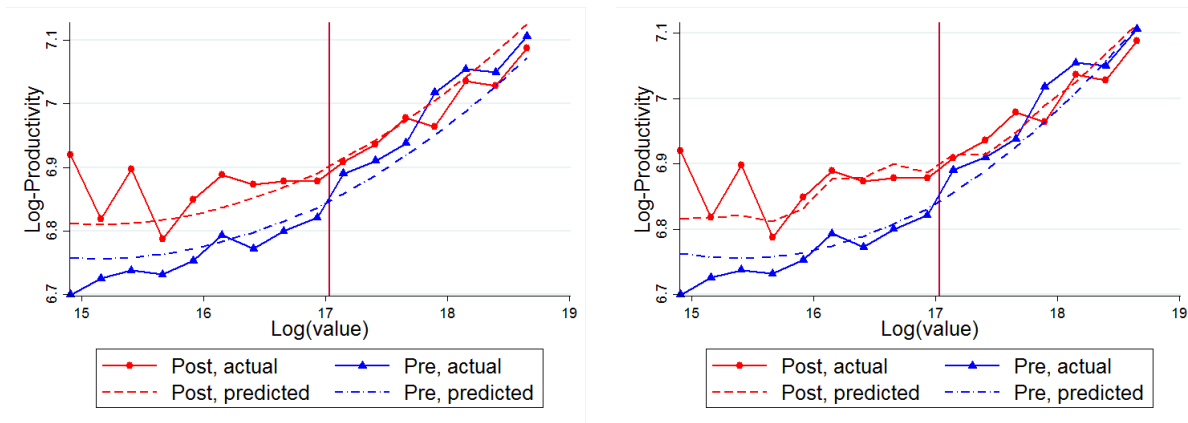 Log-Productivity
7.1
7
6.9
6.8
6.7
15
16
17
18
19
Log(value)
Post, actual
Pre, actual
Post, predicted
Pre, predicted
Log-Productivity
7.1
7
6.9
6.8
6.7
15
16
17
18
19
Log(value)
Post, actual
Pre, actual
Post, predicted
Pre, predicted